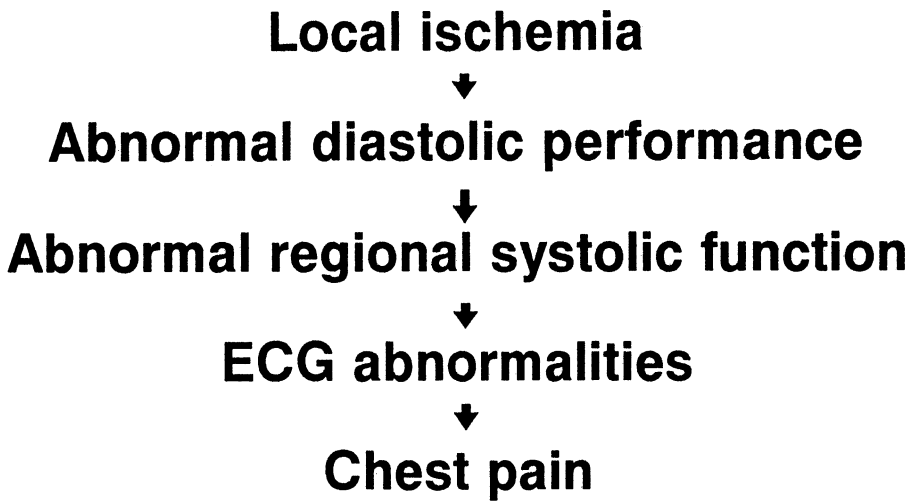 Local ischemia
Abnormal diastolic performance
Abnormal regional systolic function
ECG abnormalities
Chest pain